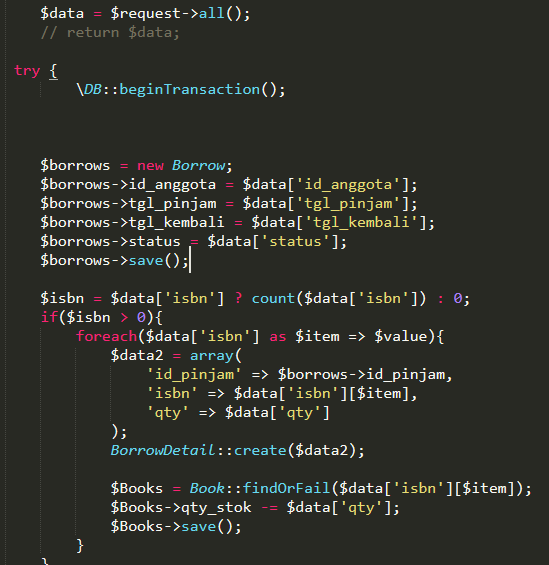 $data = $request->all();
// return $data;
try {
\DB::beginTransaction();
$borrows = new Borrow;
$borrows->id_anggota = $data['id_anggota'];
$borrows->tgl_pinjam = $data['tgl_pinjam'];
$borrows->tgl_kembali = $data['tgl_kembali'];
$borrows->status = $data['status'];
$borrows->save();
$isbn = $data['isbn'] ? count($data['isbn']) : 0;
if($isbn > 0){
foreach($data['isbn'] as $item => $value){
$data2 = array(
'id_pinjam' => $borrows->id_pinjam,
'isbn' => $data['isbn'][$item],
'qty' => $data['qty']
);
BorrowDetail::create($data2);
$Books = Book::findOrFail($data['isbn'][$item]);
$Books->qty_stok -= $data['qty'];
$Books->save();
}
}